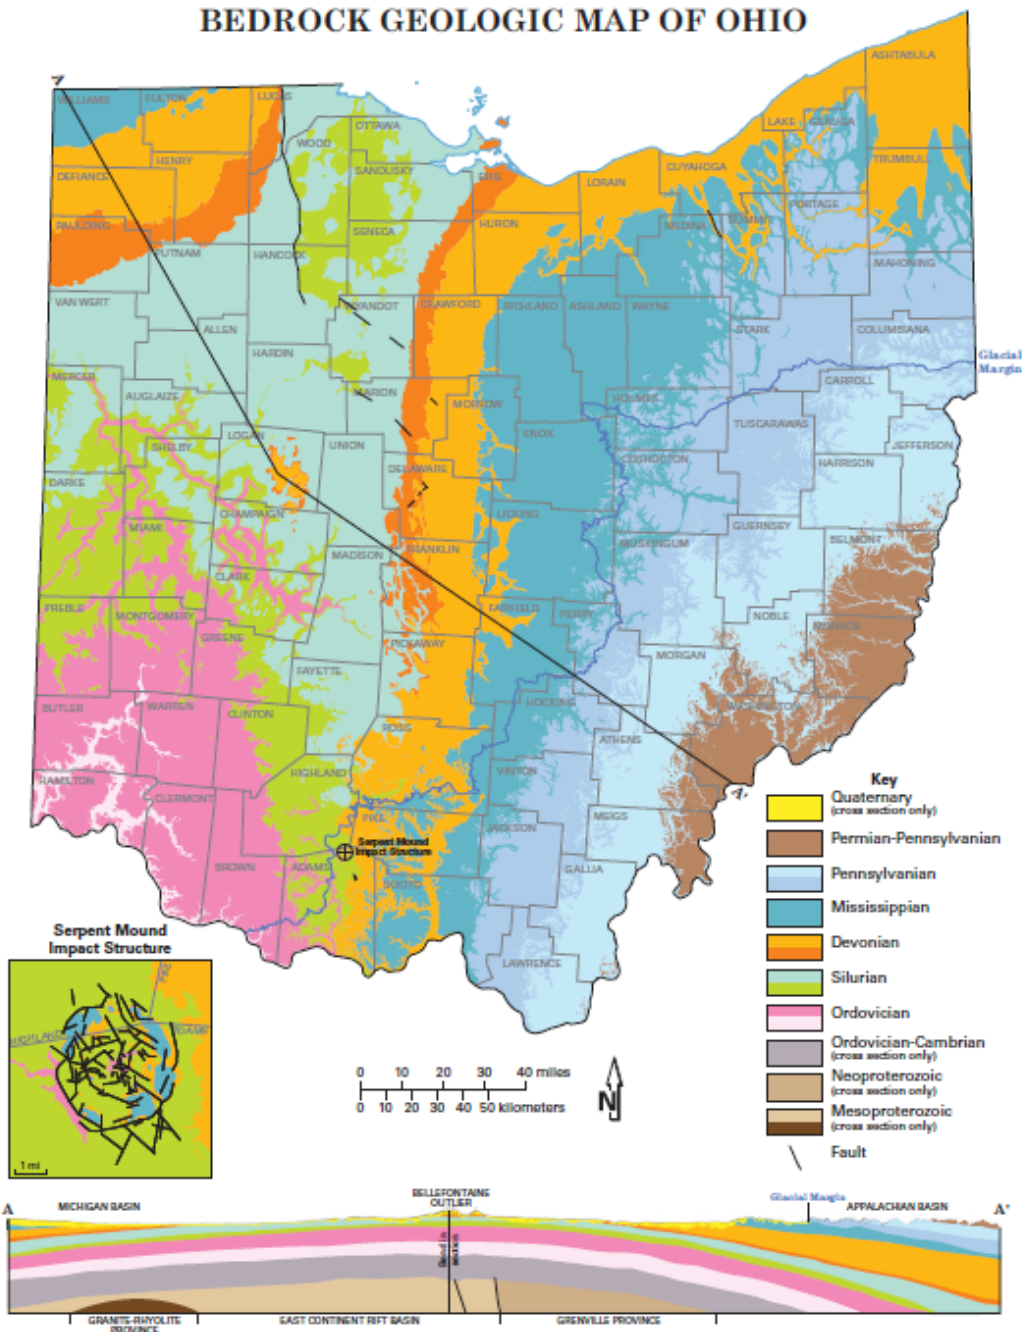 BEDROCK GEOLOGIC MAP OF OHIO
A
WILLIAMS
FULTON
LUCAS
ASHTABULA
OTTAWA
LAKE
GEAUGA
WOOD
HENRY
SANDUSKY
ERIE
LORAIN
CUYAHOGA
TRUMBULL
DEFIANCE
PORTAGE
PAULDING
SENECA
HURON
MEDINA
SUMMIT
PUTNAM
HANCOCK
MAHONING
VAN WERT
WYANDOT
CRAWFORD
RICHLAND
ASHLAND
WAYNE
ALLEN
STARK
COLUMBIANA
HARDIN
Glacial
Margin
MERCER
AUGLAIZE
MARION
MORROW
HOLMES
CARROLL
LOGAN
KNOX
TUSCARAWAS
SHELBY
UNION
JEFFERSON
DARKE
DELAWARE
COSHOCTON
HARRISON
CHAMPAIGN
LICKING
MIAMI
GUERNSEY
BELMONT
MADISON
FRANKLIN
MUSKINGUM
CLARK
PREBLE
MONTGOMERY
FAIRFIELD
PERRY
NOBLE
MONROE
GREENE
PICKAWAY
MORGAN
FAYETTE
BUTLER
WARREN
CLINTON
HOCKING
WASHINGTON
ROSS
ATHENS
HAMILTON
HIGHLAND
VINTON
A'
CLERMONT
PIKE
JACKSON
MEIGS
Serpent Mound
Impact Structure
BROWN
ADAMS
SCIOTO
GALLIA
LAWRENCE
Key
Quaternary
(cross section only)
Permian-Pennsylvanian
Pennsylvanian
Mississippian
Devonian
Silurian
Ordovician
Ordovician-Cambrian
(cross section only)
Neoproterozoic
(cross section only)
Mesoproterozoic
(cross section only)
Fault
Serpent Mound
Impact Structure
PIKE
HIGHLAND
ADAMS
1 mi
0 10 20 30 40 miles
0 10 20 30 40 50 kilometers
N
A
MICHIGAN BASIN
BELLEFONTAINE
OUTLIER
Glacial Margin
APPALACHIAN BASIN
A'
Bend in
section
GRANITE-RHYOLITE
PROVINCE
EAST CONTINENT RIFT BASIN
GRENVILLE PROVINCE